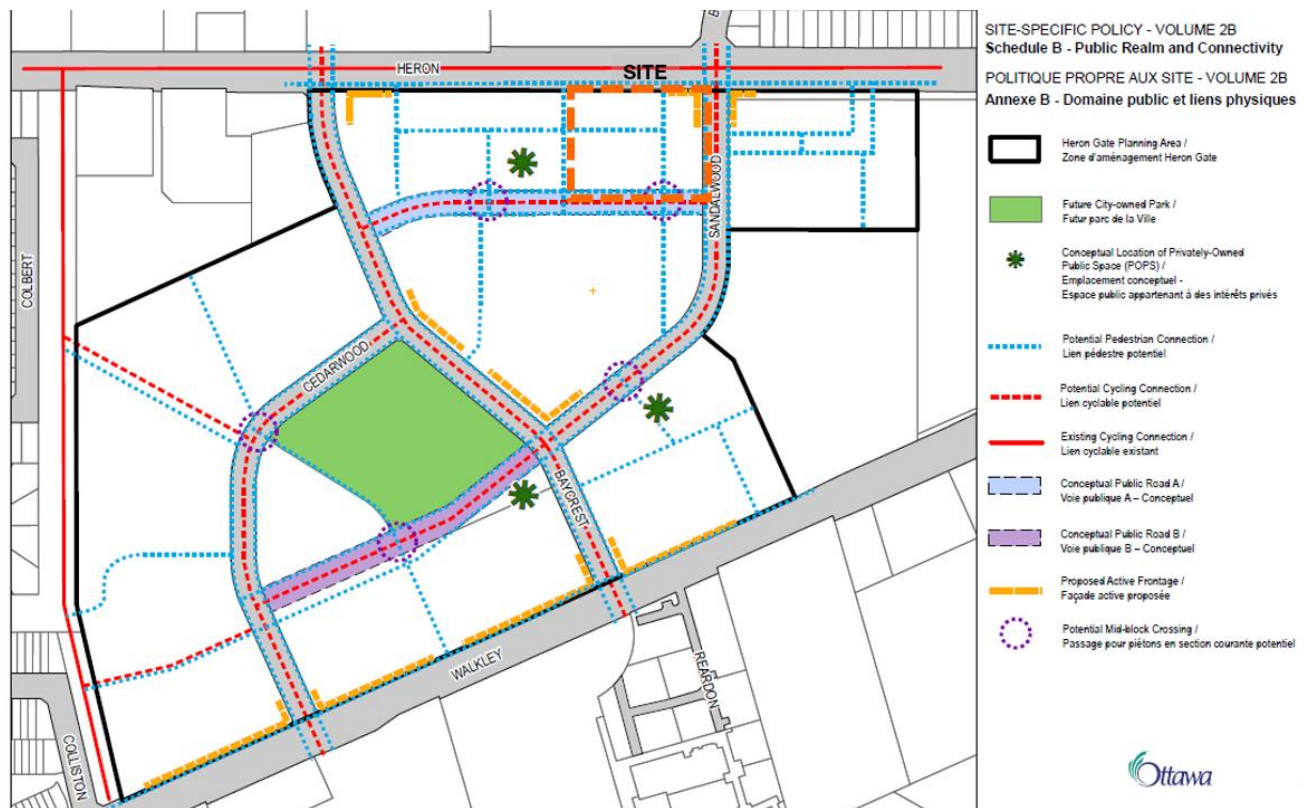 B
HERON
SITE
SANDALWOOD
COLBERT
CEDARWOOD
BAYCREST
WALKLEY
REARDON
COLLISTON
SITE-SPECIFIC POLICY - VOLUME 2B
Schedule B - Public Realm and Connectivity
POLITIQUE PROPRE AUX SITE - VOLUME 2B
Annexe B - Domaine public et liens physiques
Heron Gate Planning Area /
Zone d'aménagement Heron Gate
Future City-owned Park /
Futur parc de la Ville
Conceptual Location of Privately-Owned
Public Space (POPS) /
Emplacement conceptuel -
Espace public appartenant à des intérêts privés
Potential Pedestrian Connection /
Lien pédestre potentiel
Potential Cycling Connection /
Lien cyclable potentiel
Existing Cycling Connection /
Lien cyclable existant
Conceptual Public Road A /
Voie publique A – Conceptuel
Conceptual Public Road B /
Voie publique B – Conceptuel
Proposed Active Frontage /
Façade active proposée
Potential Mid-block Crossing /
Passage pour piétons en section courante potentiel
Ottawa